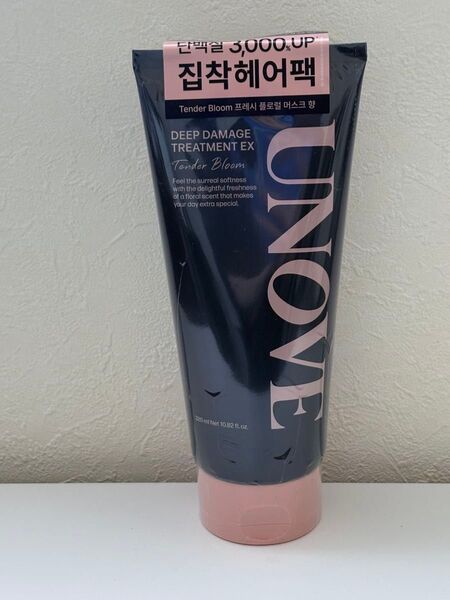 단백질 3,000% UP
집착헤어팩
Tender Bloom 프레시 플로럴 머스크 향
DEEP DAMAGE
TREATMENT EX
Tender Bloom
Feel the surreal softness
with the delightful freshness
of a floral scent that makes
your day extra special.
UNOVE
320 ml Net 10.82 fl. oz.